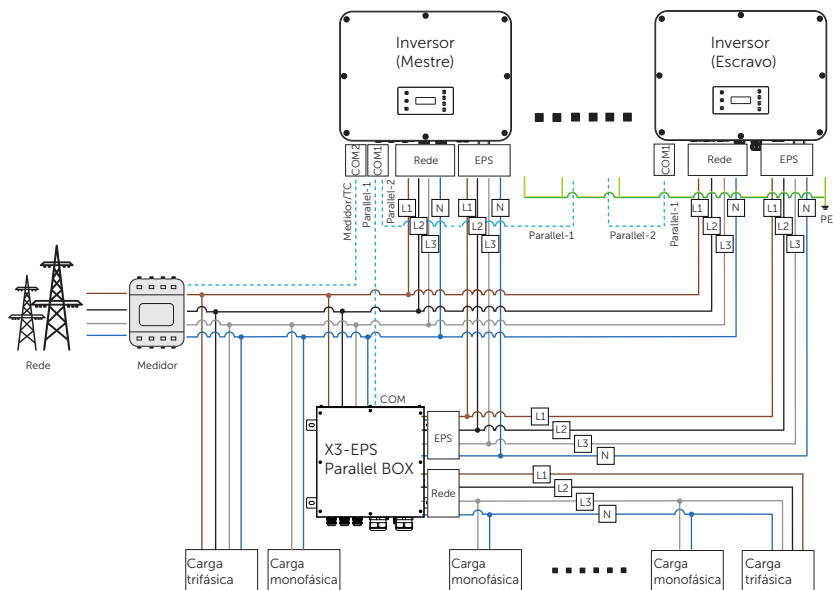 Inversor
(Mestre)
Inversor
(Escravo)
COM2
COM1
Rede
EPS
COM1
Rede
EPS
Medidor/TC
Parallel-1
Parallel-2
L1
L2
L3
N
L1
L2
L3
N
Parallel-1
Parallel-2
Parallel-1
L1
L2
L3
N
L1
L2
L3
N
PE
Rede
Medidor
COM
X3-EPS
Parallel BOX
EPS
Rede
L1
L2
L3
N
L1
L2
L3
N
Carga
trifásica
Carga
monofásica
Carga
monofásica
Carga
monofásica
Carga
trifásica